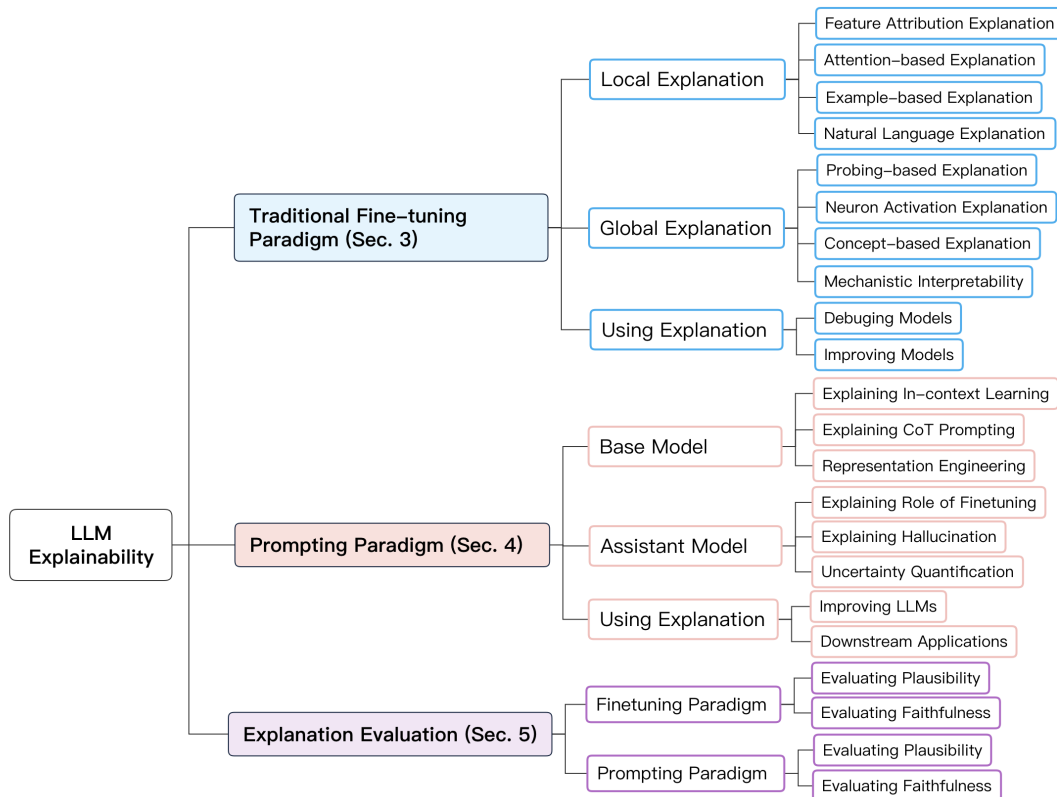 LLM
Explainability
Traditional Fine-tuning
Paradigm (Sec. 3)
Local Explanation
Feature Attribution Explanation
Attention-based Explanation
Example-based Explanation
Natural Language Explanation
Global Explanation
Probing-based Explanation
Neuron Activation Explanation
Concept-based Explanation
Mechanistic Interpretability
Using Explanation
Debuging Models
Improving Models
Prompting Paradigm (Sec. 4)
Base Model
Explaining In-context Learning
Explaining CoT Prompting
Representation Engineering
Assistant Model
Explaining Role of Finetuning
Explaining Hallucination
Uncertainty Quantification
Using Explanation
Improving LLMs
Downstream Applications
Explanation Evaluation (Sec. 5)
Finetuning Paradigm
Evaluating Plausibility
Evaluating Faithfulness
Prompting Paradigm
Evaluating Plausibility
Evaluating Faithfulness